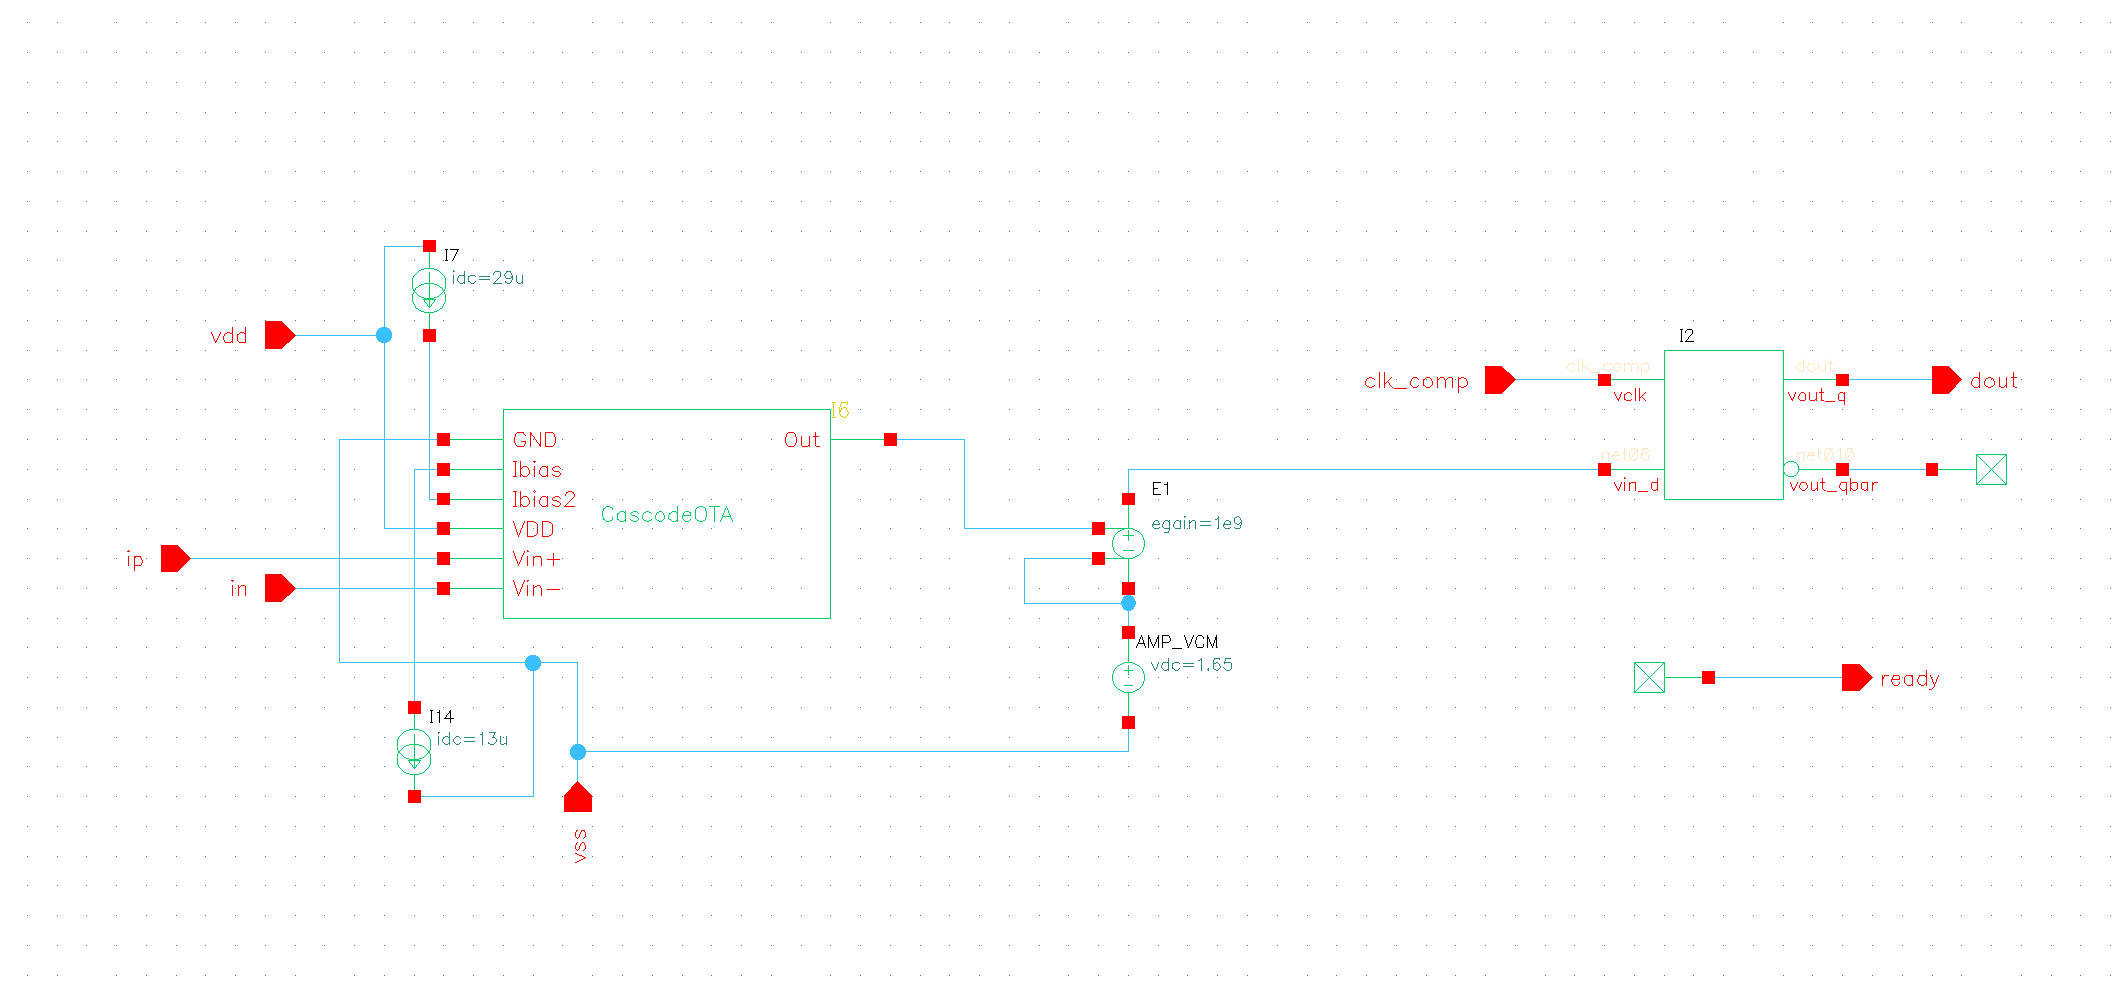 I7
idc=29u
vdd
I2
clk_comp
dout
clk_comp
dout
vclk
vout_q
I6
GND
Out
Ibias
net06
net010
vin_d
vout_qbar
E1
Ibias2
CascodeOTA
egain=1e9
VDD
ip
Vin+
in
Vin-
AMP_VCM
vdc=1.65
ready
I14
idc=13u
vss